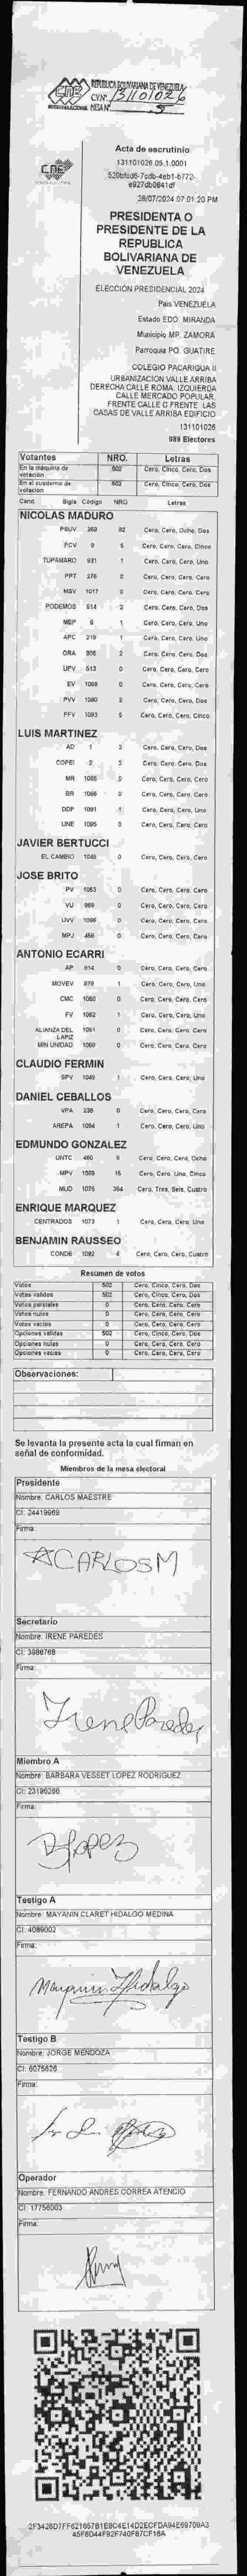 REPUBLICA BOLIVARIANA DE VENEZUELA
CNE
CV.Nº. 131101026
MESA Nº 5
CNE
Acta de escrutinio
131101026.05.1.0001
28/07/2024 07:01:20 PM
PRESIDENTA O
PRESIDENTE DE LA
REPUBLICA
BOLIVARIANA DE
VENEZUELA
ELECCIÓN PRESIDENCIAL 2024
País VENEZUELA
Estado EDO. MIRANDA
Municipio MP. ZAMORA
Parroquia PQ. GUATIRE
COLEGIO PACARIGUA II
URBANIZACIÓN VALLE ARRIBA
DERECHA CALLE ROMA. IZQUIERDA
CALLE MERCADO POPULAR.
FRENTE CALLE C FRENTE LAS
CASAS DE VALLE ARRIBA EDIFICIO
131101026
989 Electores
Votantes NRO. Letras
En la máquina de votación 502 Cero, Cinco, Cero, Dos
En el cuaderno de votación 502 Cero, Cinco, Cero, Dos
Cand. Sigla Código NRO Letras
NICOLAS MADURO
PSUV 269 82 Cero, Cero, Ocho, Dos
PCV 9 5 Cero, Cero, Cero, Cinco
TUPAMARO 931 1 Cero, Cero, Cero, Uno
PPT 276 0 Cero, Cero, Cero, Cero
MSV 1017 0 Cero, Cero, Cero, Cero
PODEMOS 514 2 Cero, Cero, Cero, Dos
MEP 6 1 Cero, Cero, Cero, Uno
APC 219 1 Cero, Cero, Cero, Uno
ORA 906 2 Cero, Cero, Cero, Dos
UPV 513 0 Cero, Cero, Cero, Cero
EV 1089 0 Cero, Cero, Cero, Cero
PVV 1090 2 Cero, Cero, Cero, Dos
PFV 1093 5 Cero, Cero, Cero, Cinco
LUIS MARTINEZ
AD 1 2 Cero, Cero, Cero, Dos
COPEI 2 2 Cero, Cero, Cero, Dos
MR 1065 0 Cero, Cero, Cero, Cero
BR 1066 0 Cero, Cero, Cero, Cero
DDP 1091 1 Cero, Cero, Cero, Uno
UNE 1095 0 Cero, Cero, Cero, Cero
JAVIER BERTUCCI
EL CAMBIO 1048 0 Cero, Cero, Cero, Cero
JOSE BRITO
PV 1063 0 Cero, Cero, Cero, Cero
VU 968 0 Cero, Cero, Cero, Cero
UVV 1096 0 Cero, Cero, Cero, Cero
MPJ 458 0 Cero, Cero, Cero, Cero
ANTONIO ECARRI
AP 914 0 Cero, Cero, Cero, Cero
MOVEV 879 1 Cero, Cero, Cero, Uno
CMC 1060 0 Cero, Cero, Cero, Cero
FV 1062 1 Cero, Cero, Cero, Uno
ALIANZA DEL LAPIZ 1061 0 Cero, Cero, Cero, Cero
MIN UNIDAD 1069 0 Cero, Cero, Cero, Cero
CLAUDIO FERMIN
SPV 1049 1 Cero, Cero, Cero, Uno
DANIEL CEBALLOS
VPA 236 0 Cero, Cero, Cero, Cero
AREPA 1094 1 Cero, Cero, Cero, Uno
EDMUNDO GONZALEZ
UNTC 460 8 Cero, Cero, Cero, Ocho
MPV 15 Cero, Cero, Uno, Cinco
MUD 1075 364 Cero, Tres, Seis, Cuatro
ENRIQUE MARQUEZ
CENTRADOS 1073 1 Cero, Cero, Cero, Uno
BENJAMIN RAUSSEO
CONDE 1092 4 Cero, Cero, Cero, Cuatro
Resumen de votos
Votos 502 Cero, Cinco, Cero, Dos
Votos válidos 502 Cero, Cinco, Cero, Dos
Votos parciales 0 Cero, Cero, Cero, Cero
Votos nulos 0 Cero, Cero, Cero, Cero
Votos vacíos 0 Cero, Cero, Cero, Cero
Opciones válidas 502 Cero, Cinco, Cero, Dos
Opciones nulas 0 Cero, Cero, Cero, Cero
Opciones vacías 0 Cero, Cero, Cero, Cero
Observaciones:
Se levanta la presente acta la cual firman en
señal de conformidad.
Miembros de la mesa electoral
Presidente
Nombre: CARLOS MAESTRE
CI: 24419969
Firma:
CARLOS M
Secretario
Nombre: IRENE PAREDES
CI: 3988768
Firma:
Irene Paredes
Miembro A
Nombre: BARBARA VESSET LOPEZ RODRIGUEZ
CI: 23196266
Firma:
BLopez
Testigo A
Nombre: MAYANIN CLARET HIDALGO MEDINA
CI: 4089002
Firma:
Mayanin Hidalgo
Testigo B
Nombre: JORGE MENDOZA
CI: 6075626
Firma:
Operador
Nombre: FERNANDO ANDRES CORREA ATENCIO
CI: 17756003
Firma: